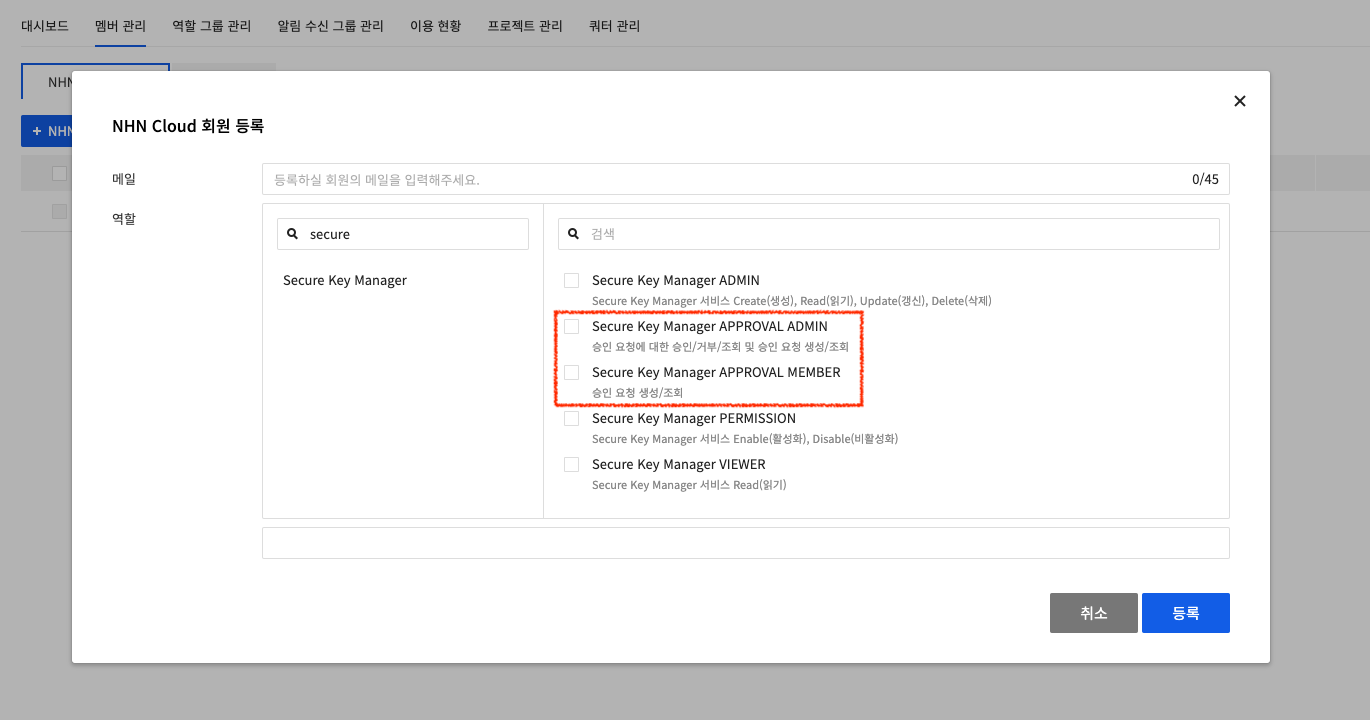 대시보드 멤버 관리 역할 그룹 관리 알림 수신 그룹 관리 이용 현황 프로젝트 관리 쿼터 관리
NHN
+ NHN
NHN Cloud 회원 등록
메일 등록하실 회원의 메일을 입력해주세요. 0/45
역할
secure
Secure Key Manager
검색
Secure Key Manager ADMIN
Secure Key Manager 서비스 Create(생성), Read(읽기), Update(갱신), Delete(삭제)
Secure Key Manager APPROVAL ADMIN
승인 요청에 대한 승인/거부/조회 및 승인 요청 생성/조회
Secure Key Manager APPROVAL MEMBER
승인 요청 생성/조회
Secure Key Manager PERMISSION
Secure Key Manager 서비스 Enable(활성화), Disable(비활성화)
Secure Key Manager VIEWER
Secure Key Manager 서비스 Read(읽기)
취소 등록